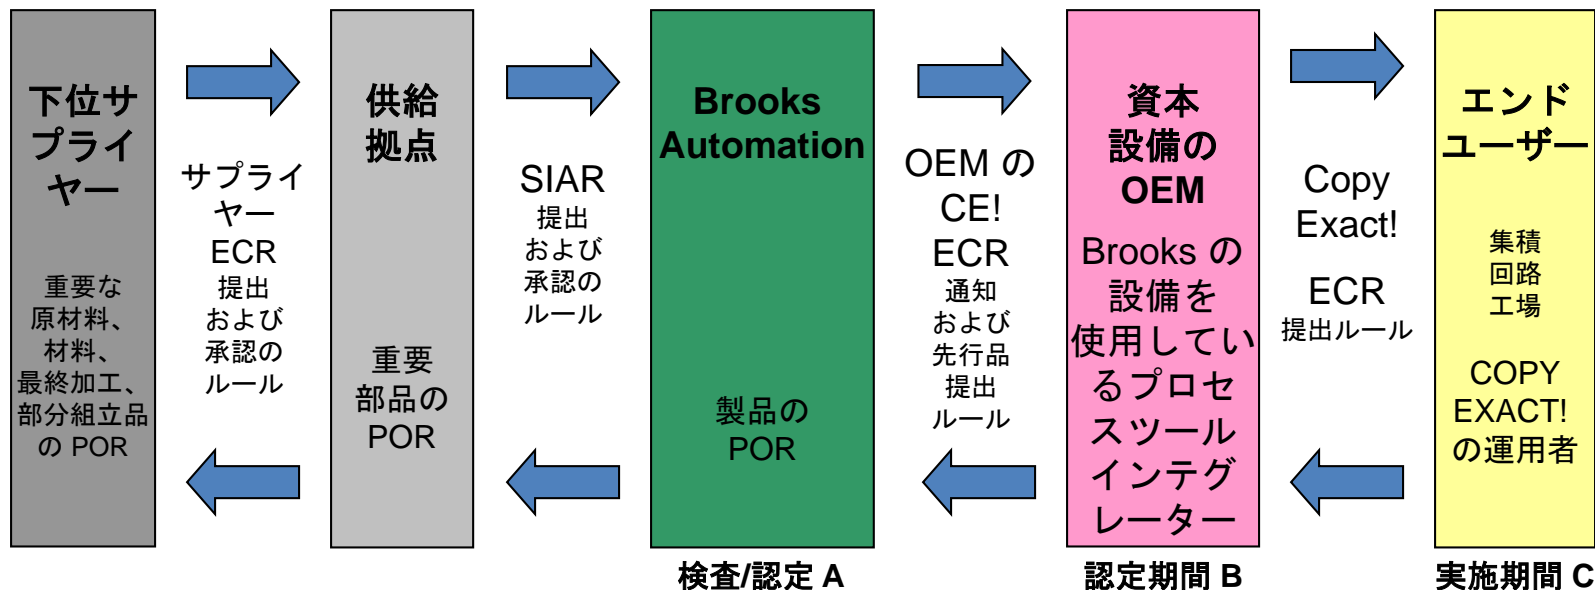 下位サ
プライ
ヤー
重要な
原材料、
材料、
最終加工、
部分組立品
の POR
サプライ
ヤー
ECR
提出
および
承認の
ルール
供給
拠点
重要
部品の
POR
SIAR
提出
および
承認の
ルール
Brooks
Automation
製品の
POR
検査/認定 A
OEM の
CE!
ECR
通知
および
先行品
提出
ルール
資本
設備の
OEM
Brooks の
設備を
使用してい
るプロセ
スツール
インテグ
レーター
認定期間 B
Copy
Exact!
ECR
提出ルール
エンド
ユーザー
集積
回路
工場
COPY
EXACT!
の運用者
実施期間 C